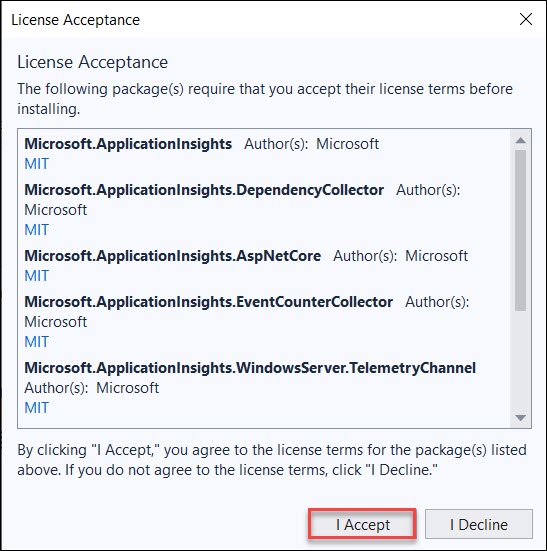 License Acceptance
License Acceptance
The following package(s) require that you accept their license terms before
installing.
Microsoft.ApplicationInsights Author(s): Microsoft
MIT
Microsoft.ApplicationInsights.DependencyCollector Author(s):
Microsoft
MIT
Microsoft.ApplicationInsights.AspNetCore Author(s): Microsoft
MIT
Microsoft.ApplicationInsights.EventCounterCollector Author(s):
Microsoft
MIT
Microsoft.ApplicationInsights.WindowsServer.TelemetryChannel
Author(s): Microsoft
MIT
By clicking "I Accept," you agree to the license terms for the package(s) listed
above. If you do not agree to the license terms, click "I Decline."
I Accept I Decline